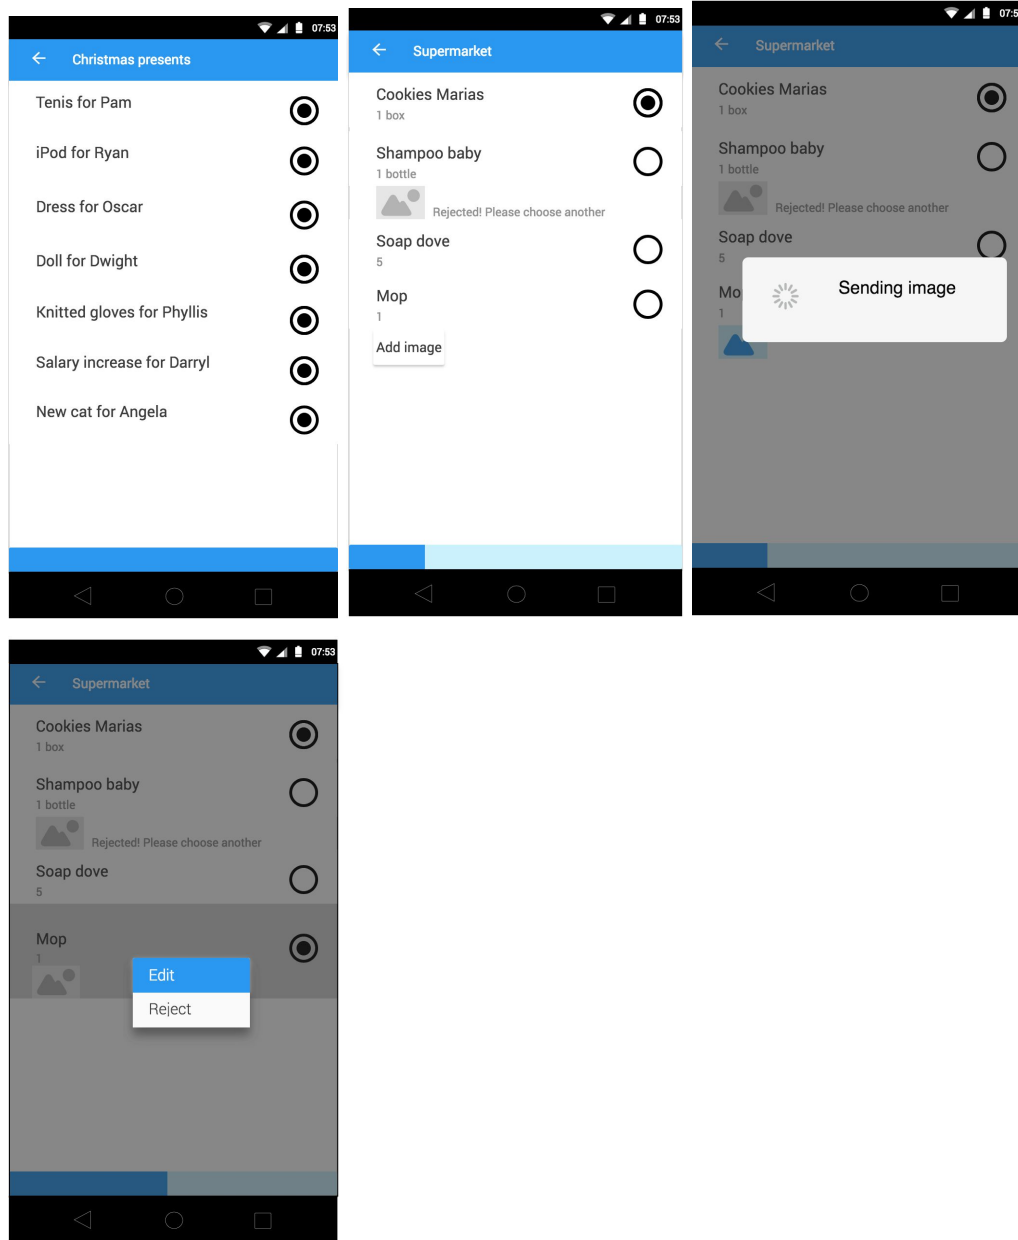 07:53
Christmas presents
Tenis for Pam
iPod for Ryan
Dress for Oscar
Doll for Dwight
Knitted gloves for Phyllis
Salary increase for Darryl
New cat for Angela
07:53
Supermarket
Cookies Marias
1 box
Shampoo baby
1 bottle
Rejected! Please choose another
Soap dove
5
Mop
1
Add image
07:5
Supermarket
Cookies Marias
1 box
Shampoo baby
1 bottle
Rejected! Please choose another
Soap dove
5
Mo
1
Sending image
07:53
Supermarket
Cookies Marias
1 box
Shampoo baby
1 bottle
Rejected! Please choose another
Soap dove
5
Mop
1
Edit
Reject